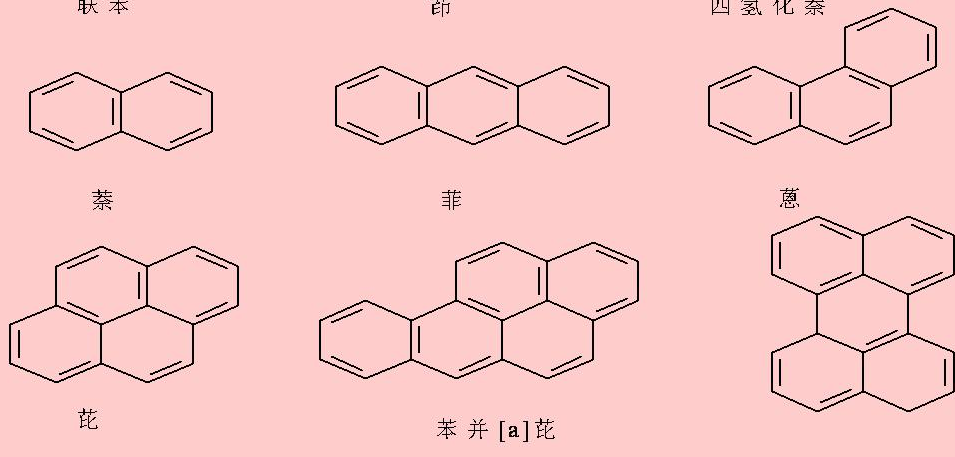 联 苯 茚 四 氢 化 萘
萘 菲 蒽
芘 苯 并 [a] 芘